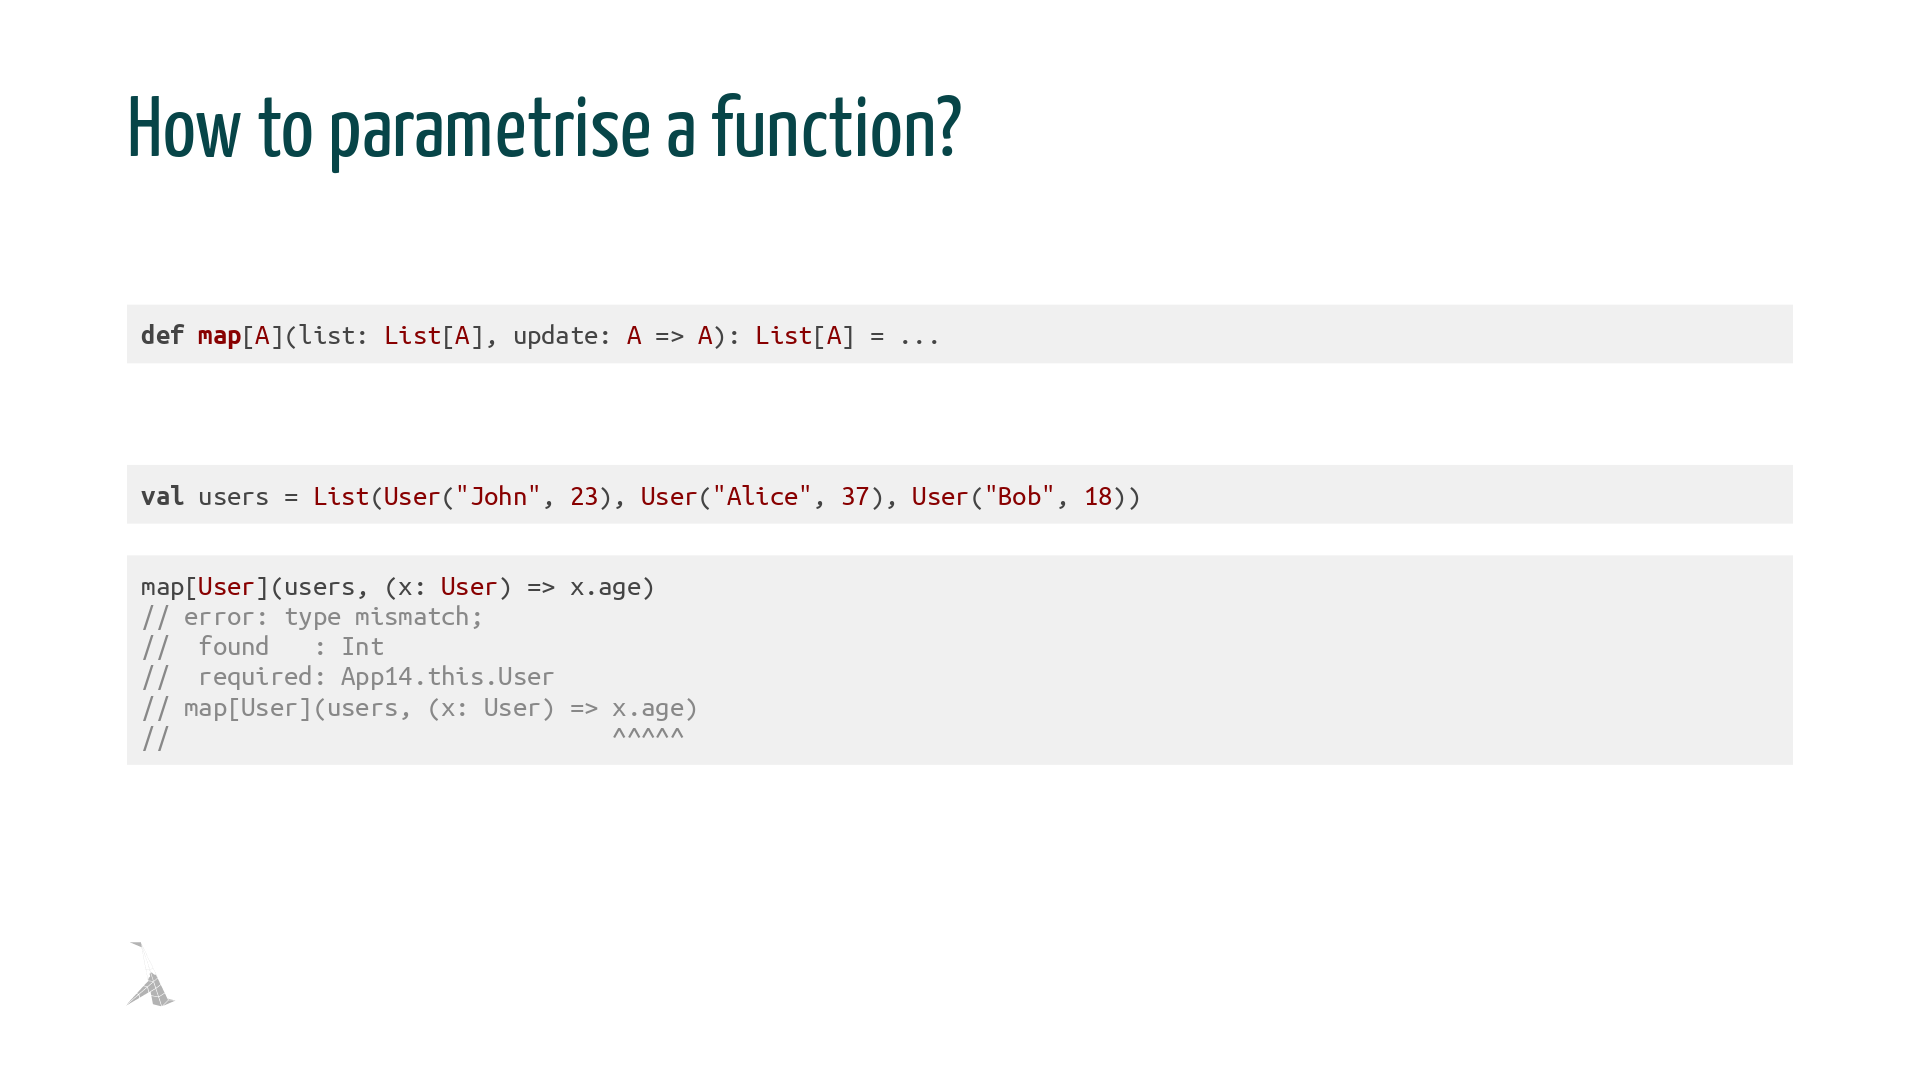 How to parametrise a function?
def map[A](list: List[A], update: A => A): List[A] = ...
val users = List(User("John", 23), User("Alice", 37), User("Bob", 18))
map[User](users, (x: User) => x.age)
// error: type mismatch;
//  found   : Int
//  required: App14.this.User
// map[User](users, (x: User) => x.age)
//                               ^^^^^